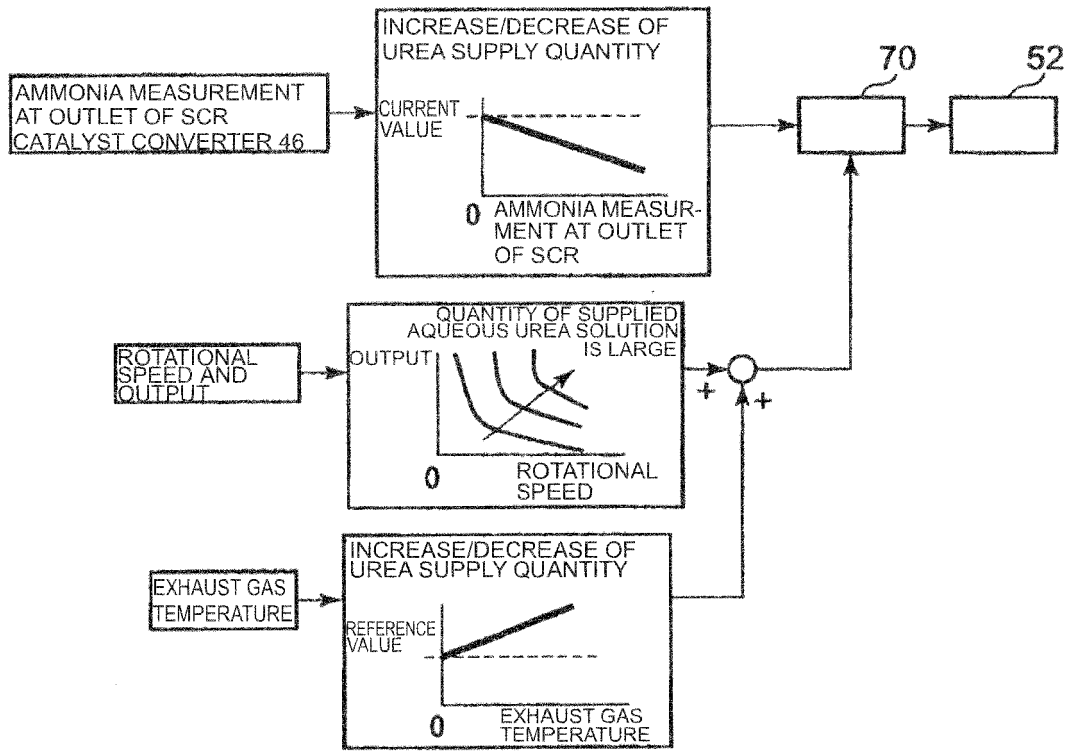 AMMONIA MEASUREMENT
AT OUTLET OF SCR
CATALYST CONVERTER 46
INCREASE/DECREASE OF
UREA SUPPLY QUANTITY
CURRENT
VALUE
0
AMMONIA MEASUR-
MENT AT OUTLET
OF SCR
70
52
ROTATIONAL
SPEED AND
OUTPUT
QUANTITY OF SUPPLIED
AQUEOUS UREA SOLUTION
IS LARGE
OUTPUT
0
ROTATIONAL
SPEED
+
+
EXHAUST GAS
TEMPERATURE
INCREASE/DECREASE OF
UREA SUPPLY QUANTITY
REFERENCE
VALUE
0
EXHAUST GAS
TEMPERATURE